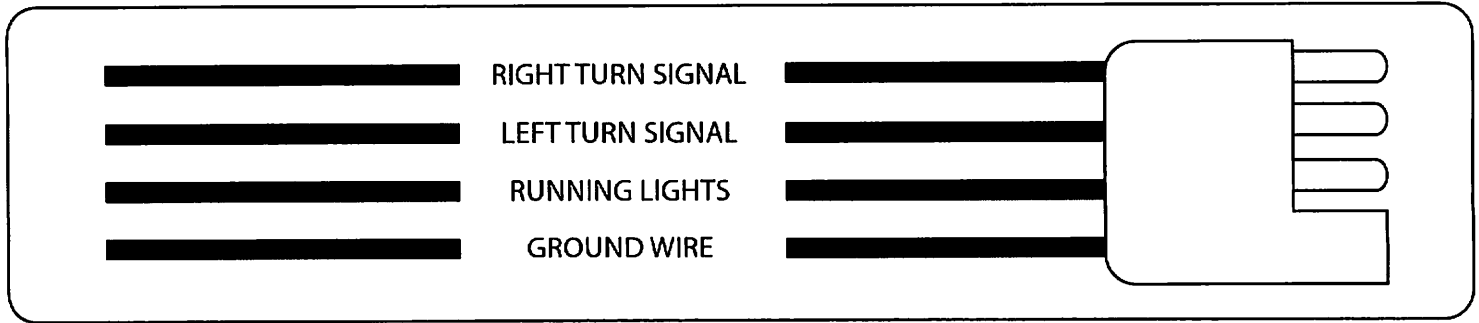 RIGHT TURN SIGNAL
LEFT TURN SIGNAL
RUNNING LIGHTS
GROUND WIRE